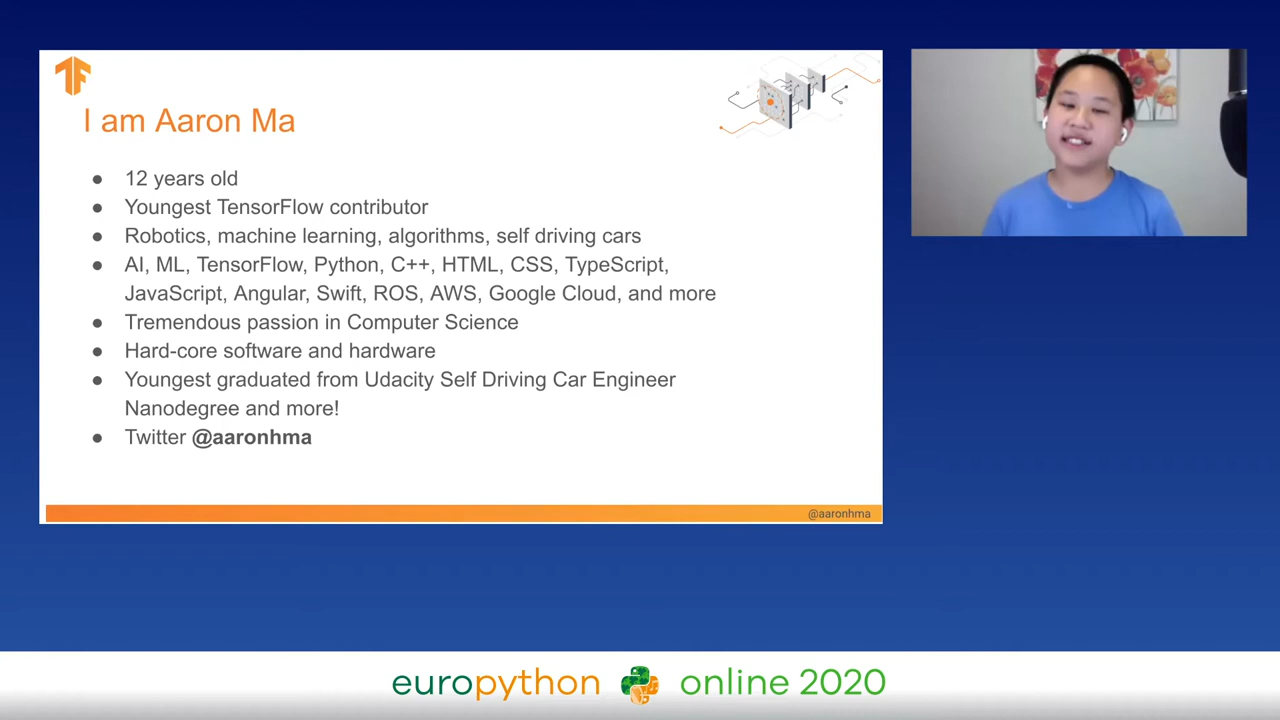 I am Aaron Ma
● 12 years old
● Youngest TensorFlow contributor
● Robotics, machine learning, algorithms, self driving cars
● AI, ML, TensorFlow, Python, C++, HTML, CSS, TypeScript,
JavaScript, Angular, Swift, ROS, AWS, Google Cloud, and more
● Tremendous passion in Computer Science
● Hard-core software and hardware
● Youngest graduated from Udacity Self Driving Car Engineer
Nanodegree and more!
● Twitter @aaronhma
@aaronhma
europython online 2020